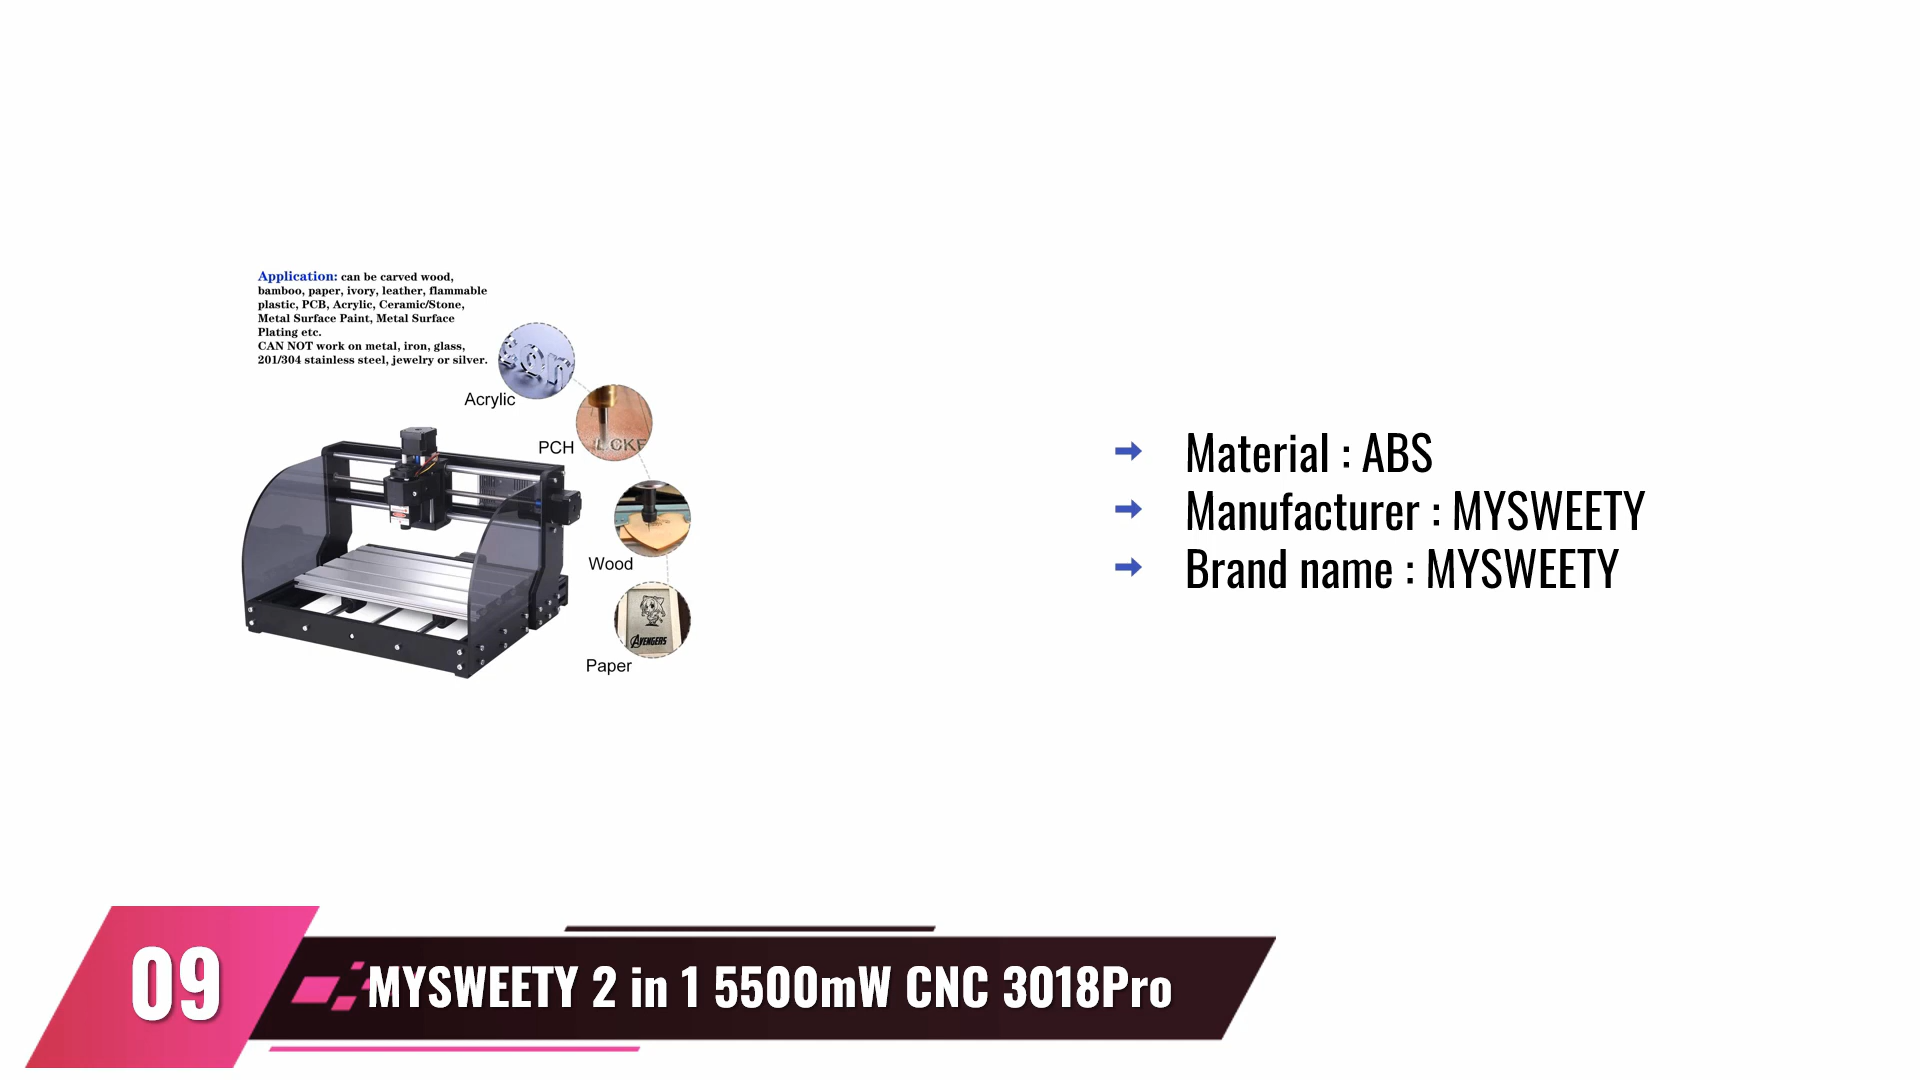 Application: can be carved wood,
bamboo, paper, ivory, leather, flammable
plastic, PCB, Acrylic, Ceramic/Stone,
Metal Surface Paint, Metal Surface
Plating etc.
CAN NOT work on metal, iron, glass,
201/304 stainless steel, jewelry or silver.
Acrylic
PCH
Wood
AVENGERS
Paper
Material : ABS
Manufacturer : MYSWEETY
Brand name : MYSWEETY
09
MYSWEETY 2 in 1 5500mW CNC 3018Pro